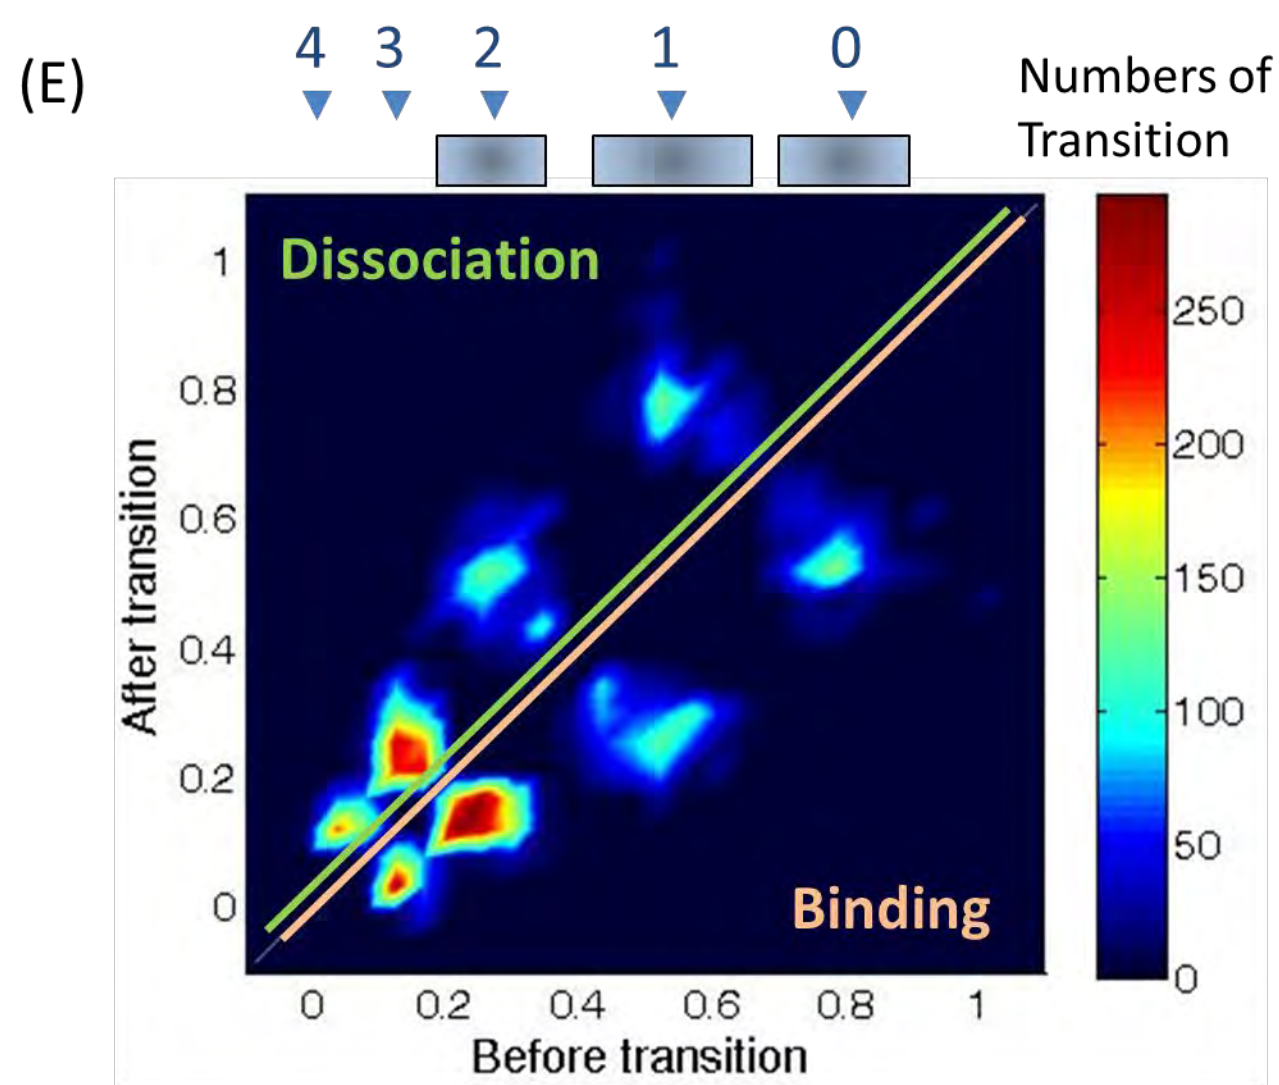 (E)
4 3 2 1 0
Numbers of
Transition
Dissociation
Binding
1
0.8
0.6
0.4
0.2
0
After transition
0 0.2 0.4 0.6 0.8 1
Before transition
250
200
150
100
50
0